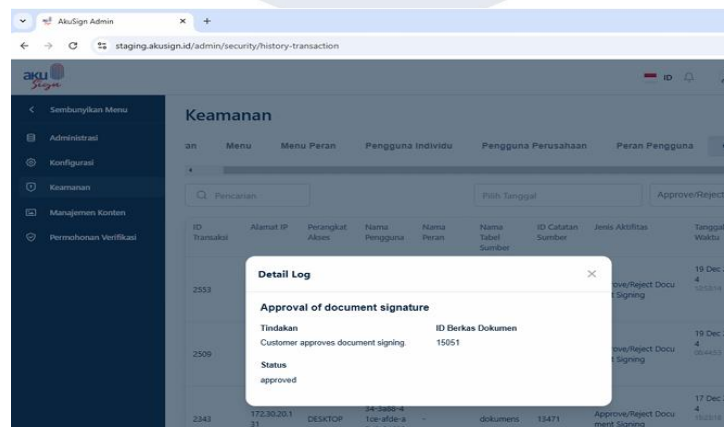 AkuSign Admin
staging.akusign.id/admin/security/history-transaction
aku
Sign
ID
Sembunyikan Menu
Administrasi
Konfigurasi
Keamanan
Manajemen Konten
Permohonan Verifikasi
Keamanan
an Menu Menu Peran Pengguna Individu Pengguna Perusahaan Peran Pengguna
Pencarian Pilih Tanggal Approve/Reject
ID Transaksi
Alamat IP
Perangkat Akses
Nama Pengguna
Nama Peran
Nama Tabel Sumber
ID Catatan Sumber
Jenis Aktifitas
Tanggal Waktu
Detail Log
Approval of document signature
Tindakan ID Berkas Dokumen
Customer approves document signing. 15051
Status
approved
2553
ove/Reject Docu
t Signing
19 Dec
4
2509
ove/Reject Docu
t Signing
19 Dec
4
2343
172.30.20.1
31
DESKTOP
1ce-afde-a
-
dokumens
13471
Approve/Reject Docu
ment Signing
17 Dec
4